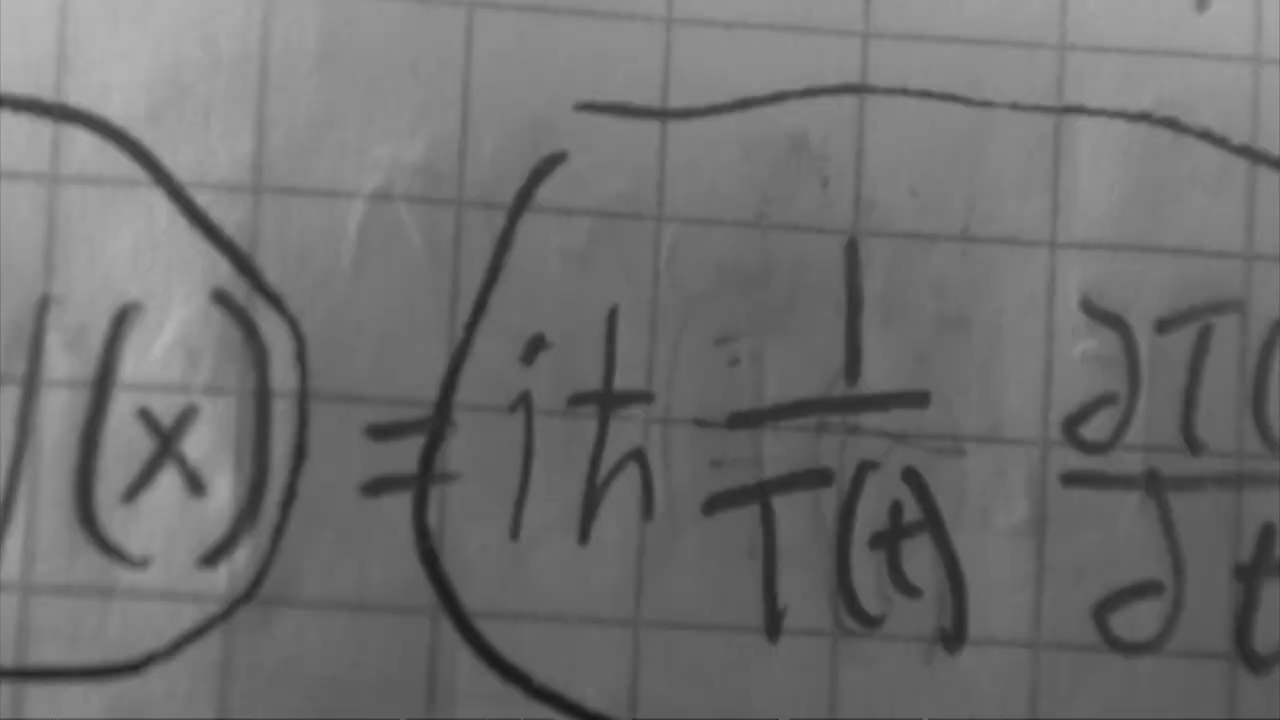 (x) = iħ 1/T(t) ∂T(/∂t